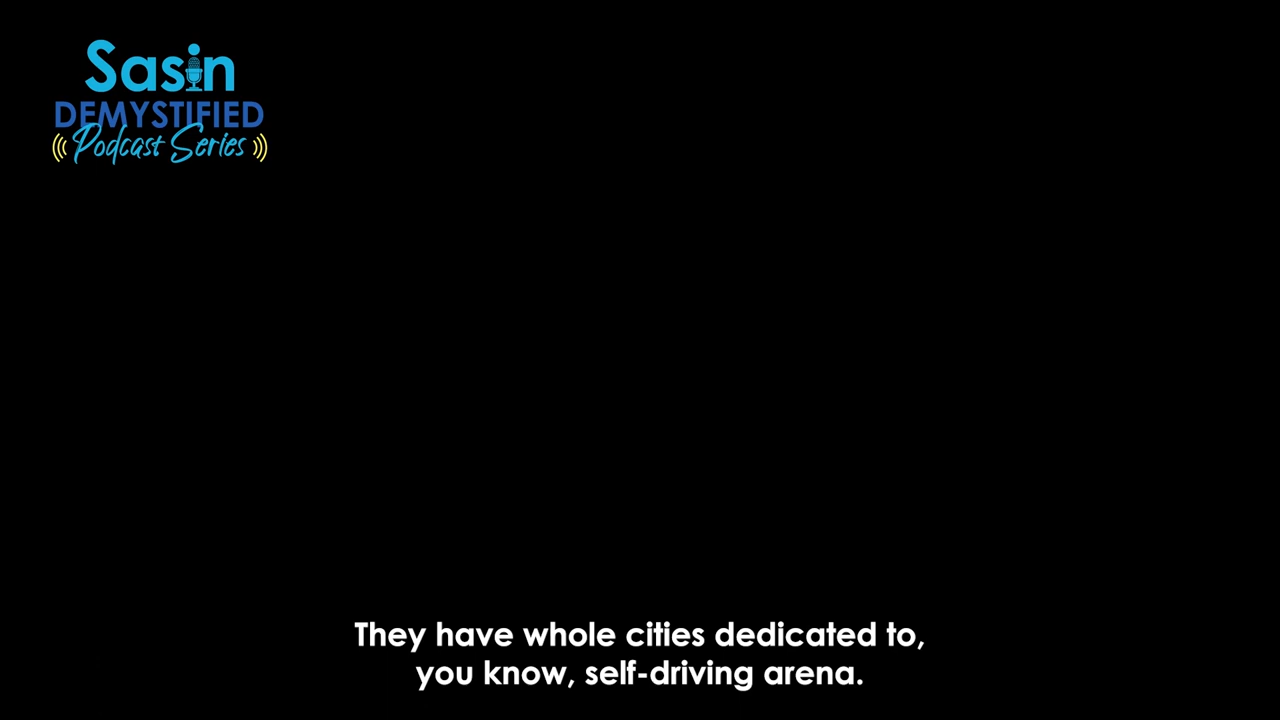 Sasin
DEMYSTIFIED
Podcast Series
They have whole cities dedicated to,
you know, self-driving arena.